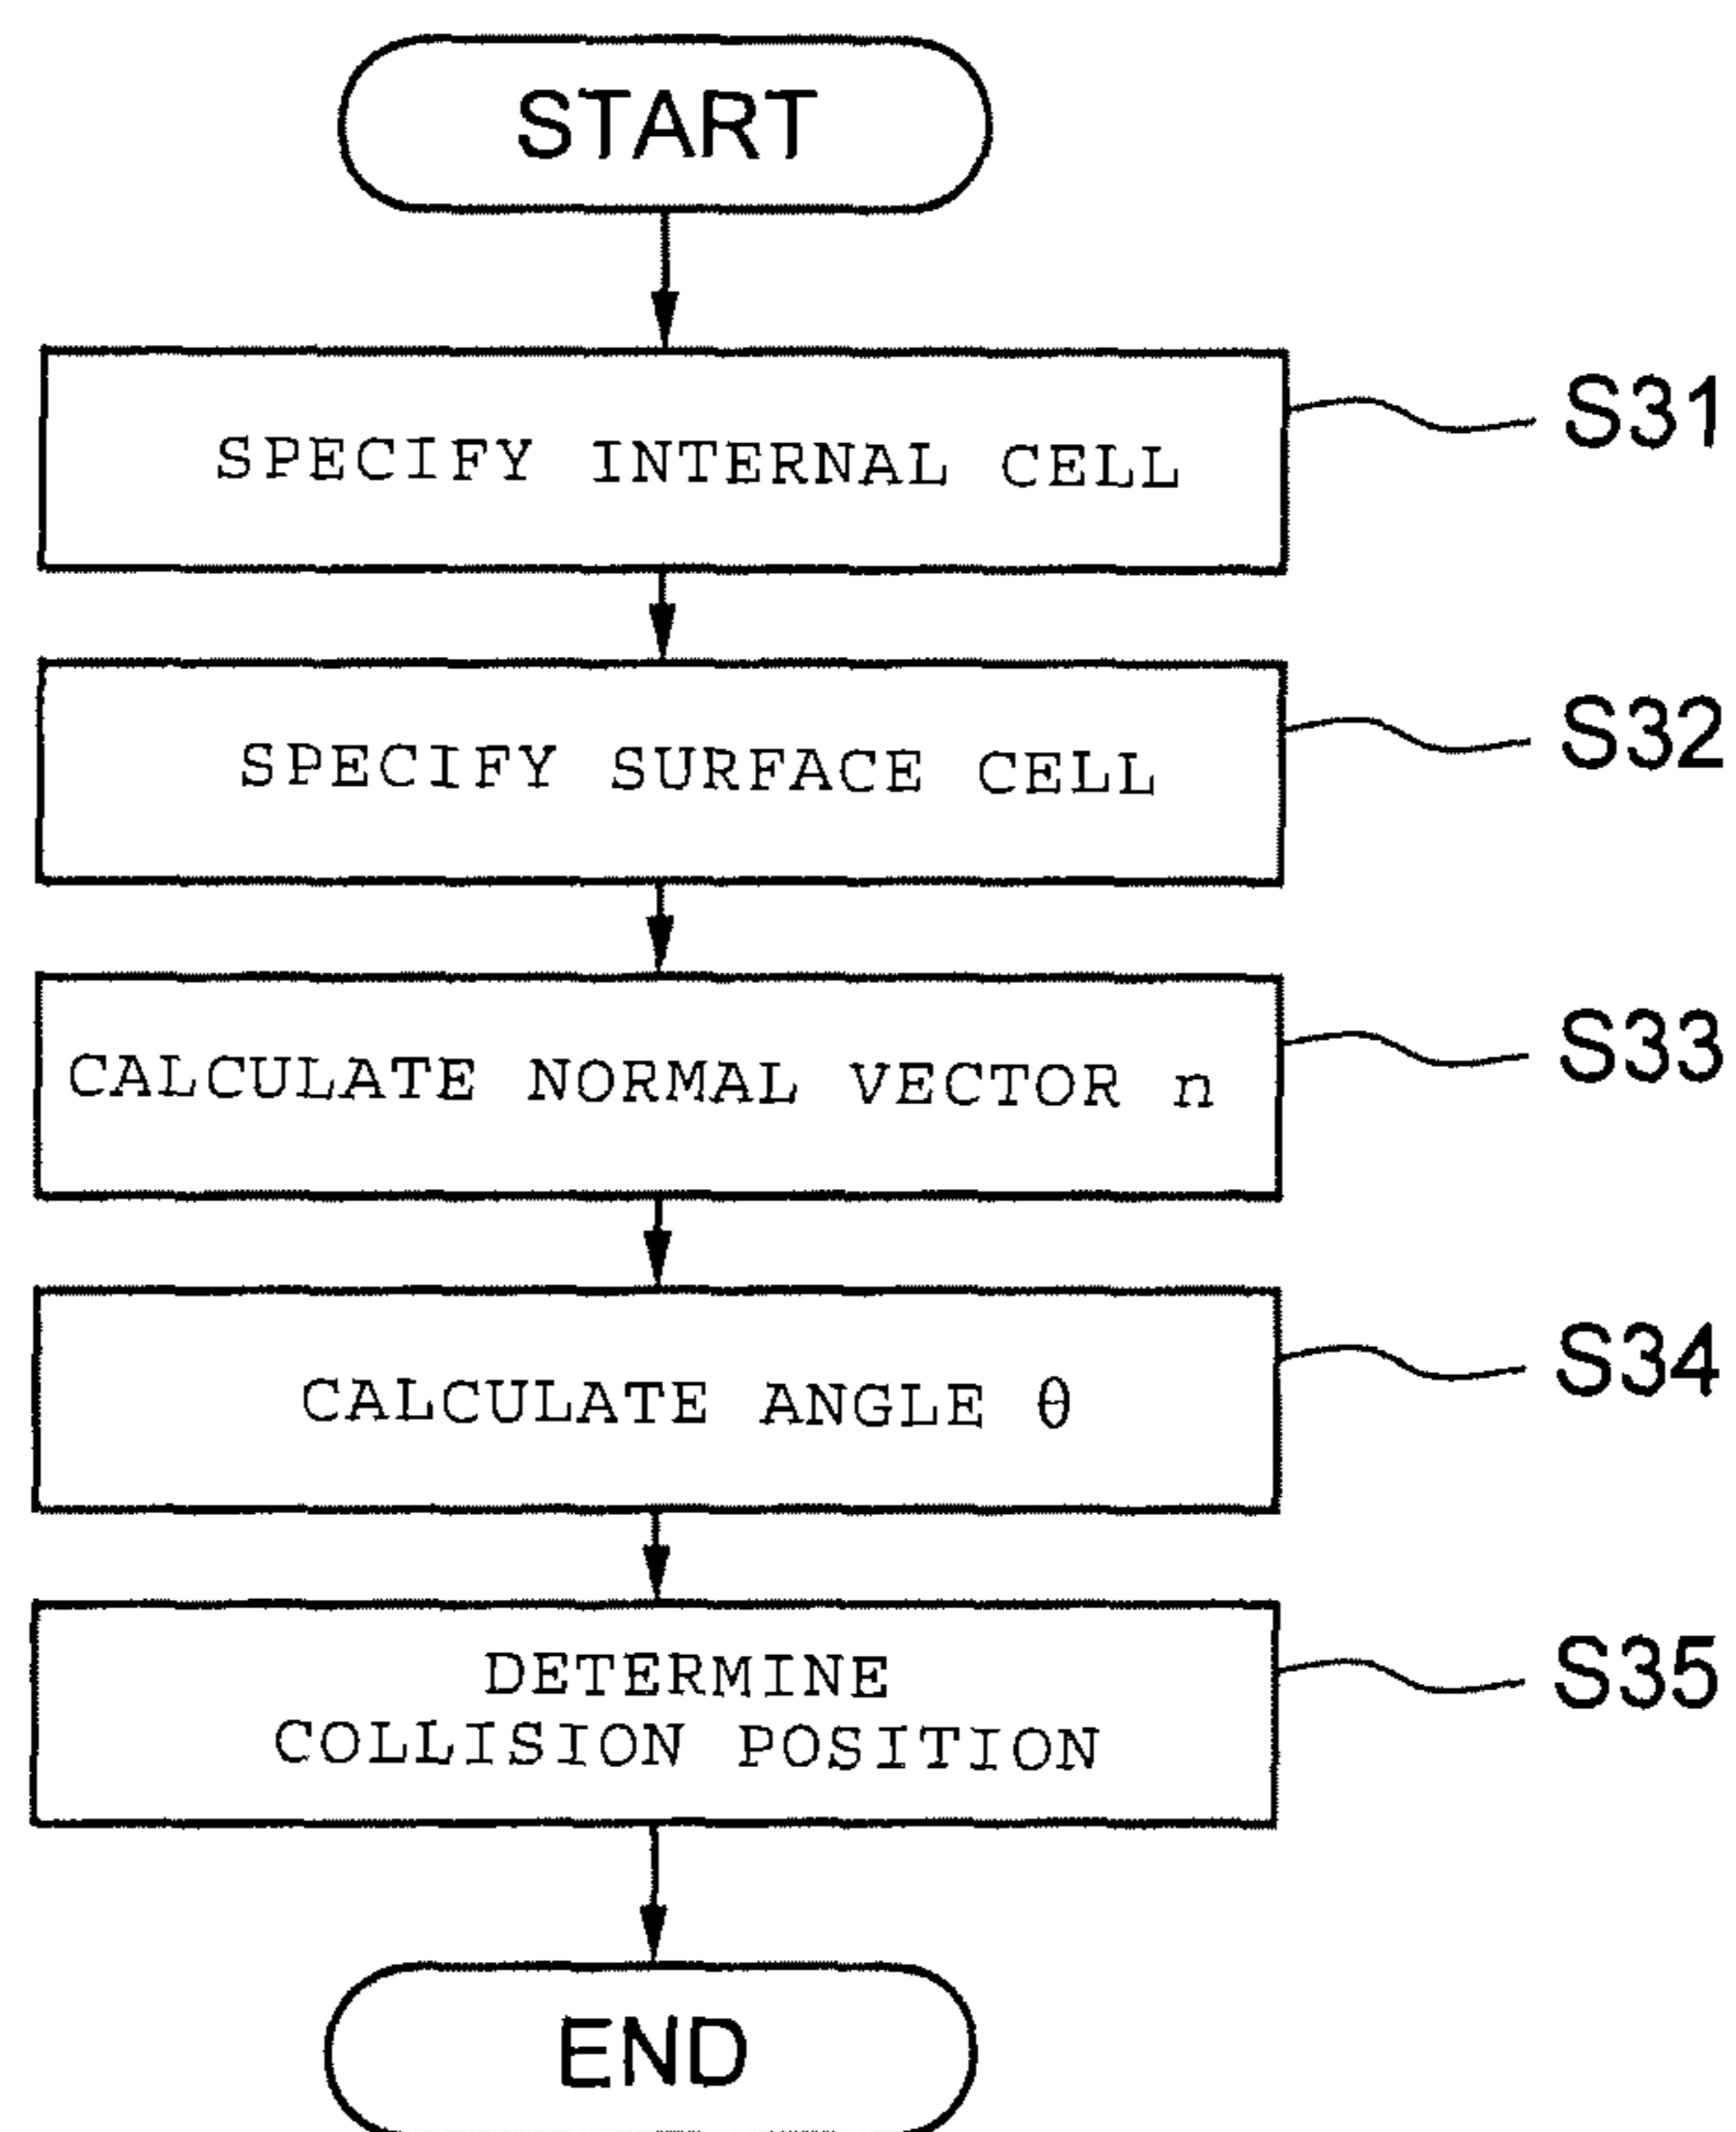 START
SPECIFY INTERNAL CELL
S31
SPECIFY SURFACE CELL
S32
CALCULATE NORMAL VECTOR n
S33
CALCULATE ANGLE θ
S34
DETERMINE
COLLISION POSITION
S35
END